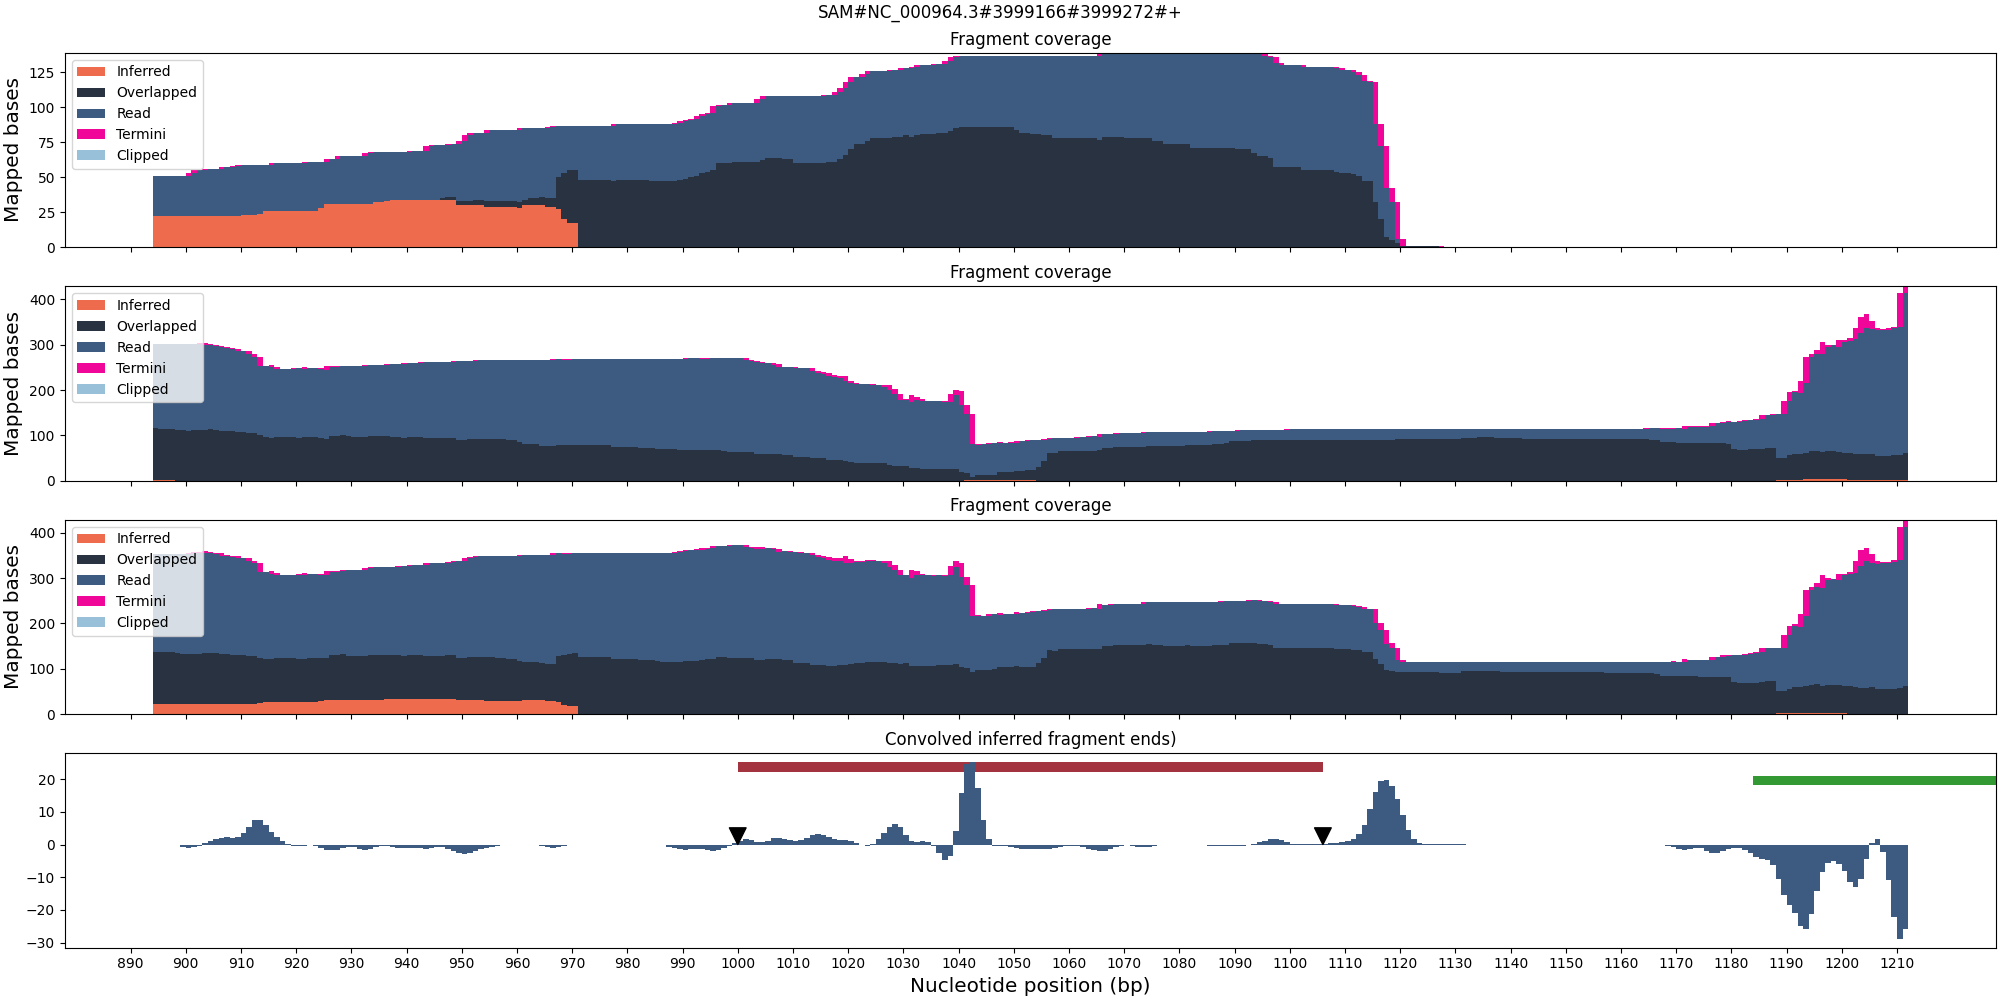 SAM#NC_000964.3#3999166#3999272#+
Fragment coverage
Mapped bases
125
100
75
50
25
0
Inferred
Overlapped
Read
Termini
Clipped
Fragment coverage
Mapped bases
400
300
200
100
0
Inferred
Overlapped
Read
Termini
Clipped
Fragment coverage
Mapped bases
400
300
200
100
0
Inferred
Overlapped
Read
Termini
Clipped
Convolved inferred fragment ends)
20
10
0
−10
−20
−30
890 900 910 920 930 940 950 960 970 980 990 1000 1010 1020 1030 1040 1050 1060 1070 1080 1090 1100 1110 1120 1130 1140 1150 1160 1170 1180 1190 1200 1210
Nucleotide position (bp)